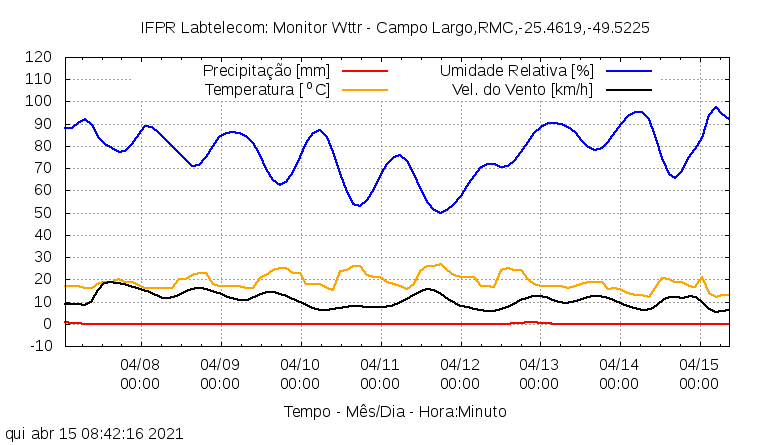 IFPR Labtelecom: Monitor Wttr - Campo Largo,RMC,-25.4619,-49.5225
120
110
100
90
80
70
60
50
40
30
20
10
0
-10
Precipitação [mm]
Temperatura [⁰C]
Umidade Relativa [%]
Vel. do Vento [km/h]
04/08 04/09 04/10 04/11 04/12 04/13 04/14 04/15
00:00 00:00 00:00 00:00 00:00 00:00 00:00 00:00
Tempo - Mês/Dia - Hora:Minuto
qui abr 15 08:42:16 2021